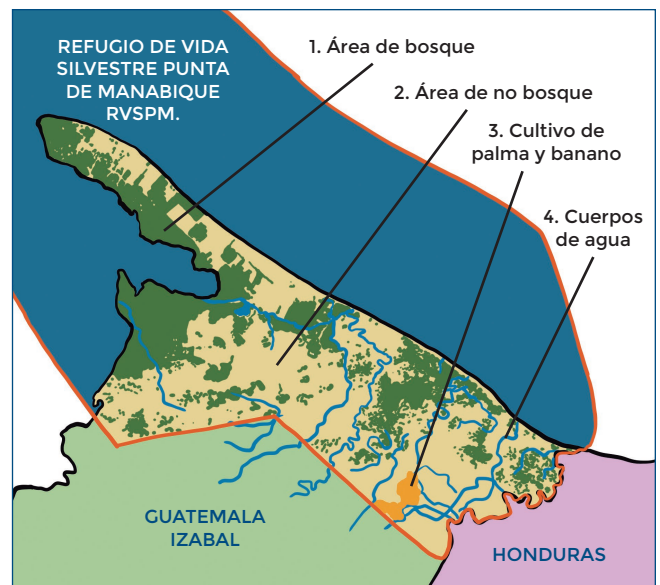 REFUGIO DE VIDA
SILVESTRE PUNTA
DE MANABIQUE
RVSPM.
1. Área de bosque
2. Área de no bosque
3. Cultivo de
palma y banano
4. Cuerpos
de agua
GUATEMALA
IZABAL
HONDURAS